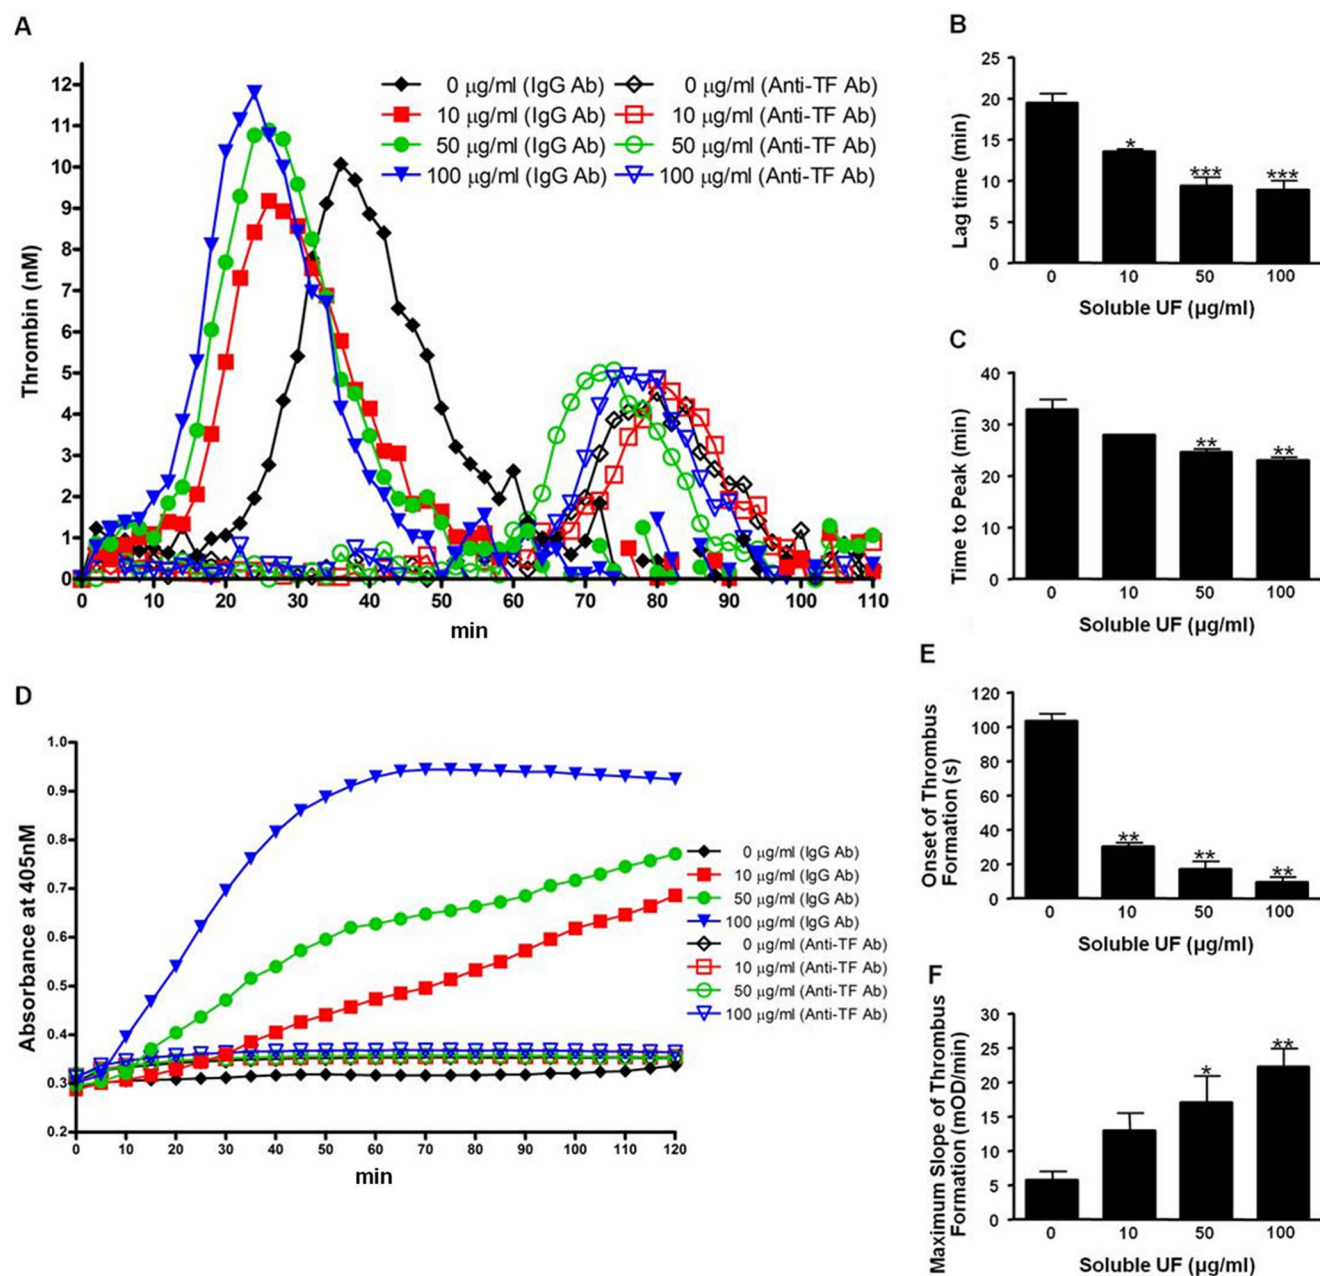 A
Thrombin (nM)
12
11
10
9
8
7
6
5
4
3
2
1
0
0 µg/ml (IgG Ab)
10 µg/ml (IgG Ab)
50 µg/ml (IgG Ab)
100 µg/ml (IgG Ab)
0 µg/ml (Anti-TF Ab)
10 µg/ml (Anti-TF Ab)
50 µg/ml (Anti-TF Ab)
100 µg/ml (Anti-TF Ab)
0 10 20 30 40 50 60 70 80 90 100 110
min
B
Lag time (min)
25
20
15
10
5
0
* *** ***
0 10 50 100
Soluble UF (µg/ml)
C
Time to Peak (min)
40
30
20
10
0
** **
0 10 50 100
Soluble UF (µg/ml)
D
Absorbance at 405nM
1.0
0.9
0.8
0.7
0.6
0.5
0.4
0.3
0.2
0 µg/ml (IgG Ab)
10 µg/ml (IgG Ab)
50 µg/ml (IgG Ab)
100 µg/ml (IgG Ab)
0 µg/ml (Anti-TF Ab)
10 µg/ml (Anti-TF Ab)
50 µg/ml (Anti-TF Ab)
100 µg/ml (Anti-TF Ab)
0 10 20 30 40 50 60 70 80 90 100 110 120
min
E
Onset of Thrombus
Formation (s)
120
100
80
60
40
20
0
** ** **
0 10 50 100
Soluble UF (µg/ml)
F
Maximum Slope of Thrombus
Formation (mOD/min)
30
25
20
15
10
5
0
* **
0 10 50 100
Soluble UF (µg/ml)